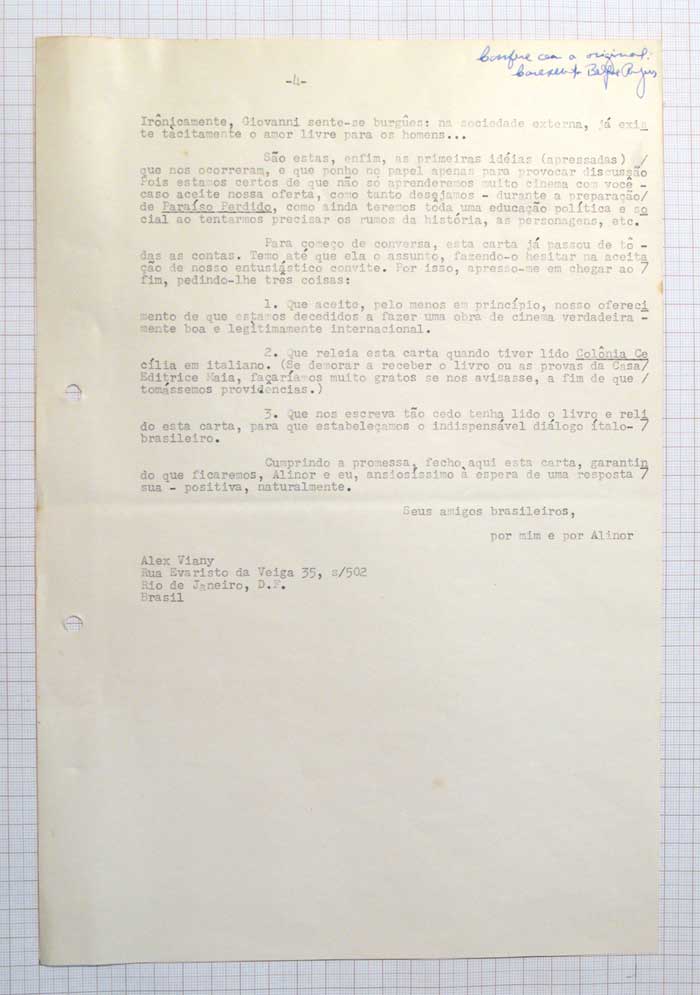 Confere com a original:
-4-
Irônicamente, Giovanni sente-se burguês: na sociedade externa, já exis
te tàcitamente o amor livre para os homens...
São estas, enfim, as primeiras idéias (apressadas) /
que nos ocorreram, e que ponho no papel apenas para provocar discussão
Pois estamos certos de que não só aprenderemos muito cinema com você -
caso aceite nossa oferta, como tanto desejamos - durante a preparação/
de Paraíso Perdido, como ainda teremos toda uma educação política e so
cial ao tentarmos precisar os rumos da história, as personagens, etc.
Para começo de conversa, esta carta já passou de tô -
das as contas. Temo até que ela o assunto, fazendo-o hesitar na aceita
ção de nosso entusiástico convite. Por isso, apresso-me em chegar ao /
fim, pedindo-lhe três coisas:
1. Que aceite, pelo menos em princípio, nosso ofereci
mento de que estamos decedidos a fazer uma obra de cinema verdadeira -
mente boa e legitimamente internacional.
2. Que releia esta carta quando tiver lido Colônia Ce
cília em italiano. (Se demorar a receber o livro ou as provas da Casa/
Editrice Maia, façaríamos muito gratos se nos avisasse, a fim de que /
tomássemos providencias.)
3. Que nos escreva tão cedo tenha lido o livro e reli
do esta carta, para que estabeleçamos o indispensável diálogo ítalo- /
brasileiro.
Cumprindo a promessa, fecho aqui esta carta, garantin
do que ficaremos, Alinor e eu, ansiosíssimo à espera de uma resposta /
sua - positiva, naturalmente.
Seus amigos brasileiros,
por mim e por Alinor
Alex Viany
Rua Evaristo da Veiga 35, s/502
Rio de Janeiro, D.F.
Brasil